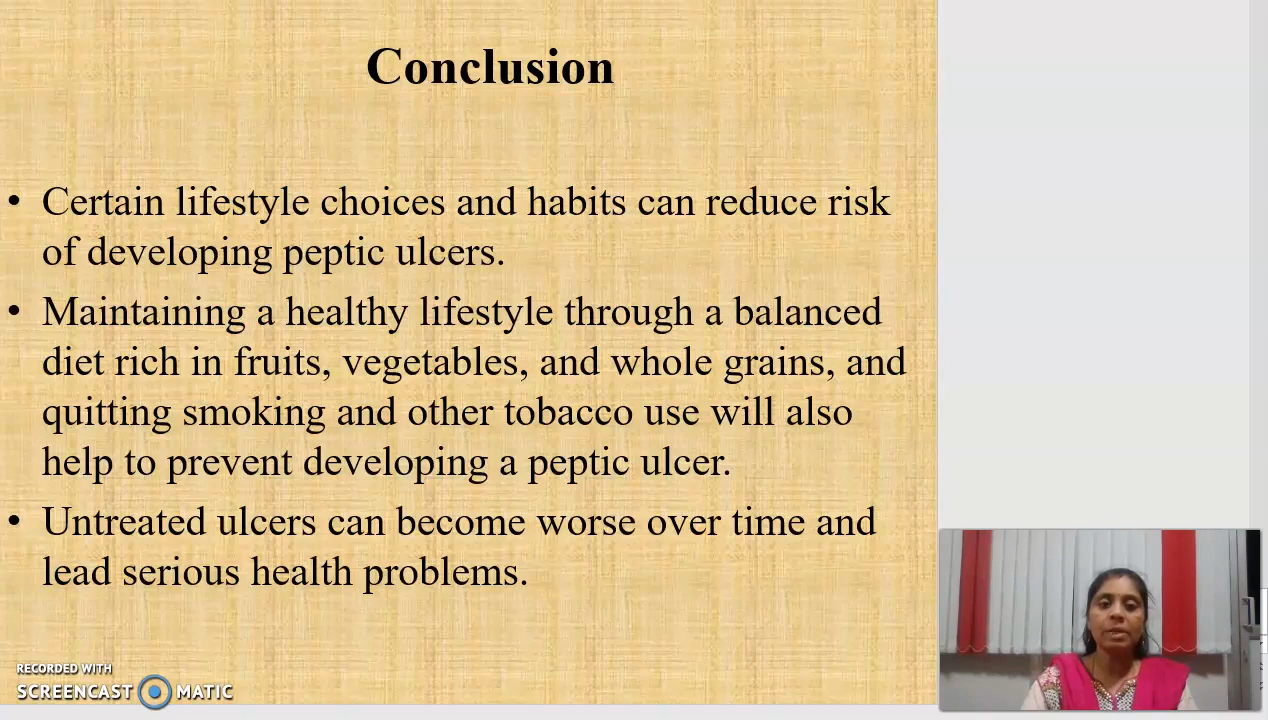 Conclusion
• Certain lifestyle choices and habits can reduce risk
of developing peptic ulcers.
• Maintaining a healthy lifestyle through a balanced
diet rich in fruits, vegetables, and whole grains, and
quitting smoking and other tobacco use will also
help to prevent developing a peptic ulcer.
• Untreated ulcers can become worse over time and
lead serious health problems.
RECORDED WITH
SCREENCAST MATIC